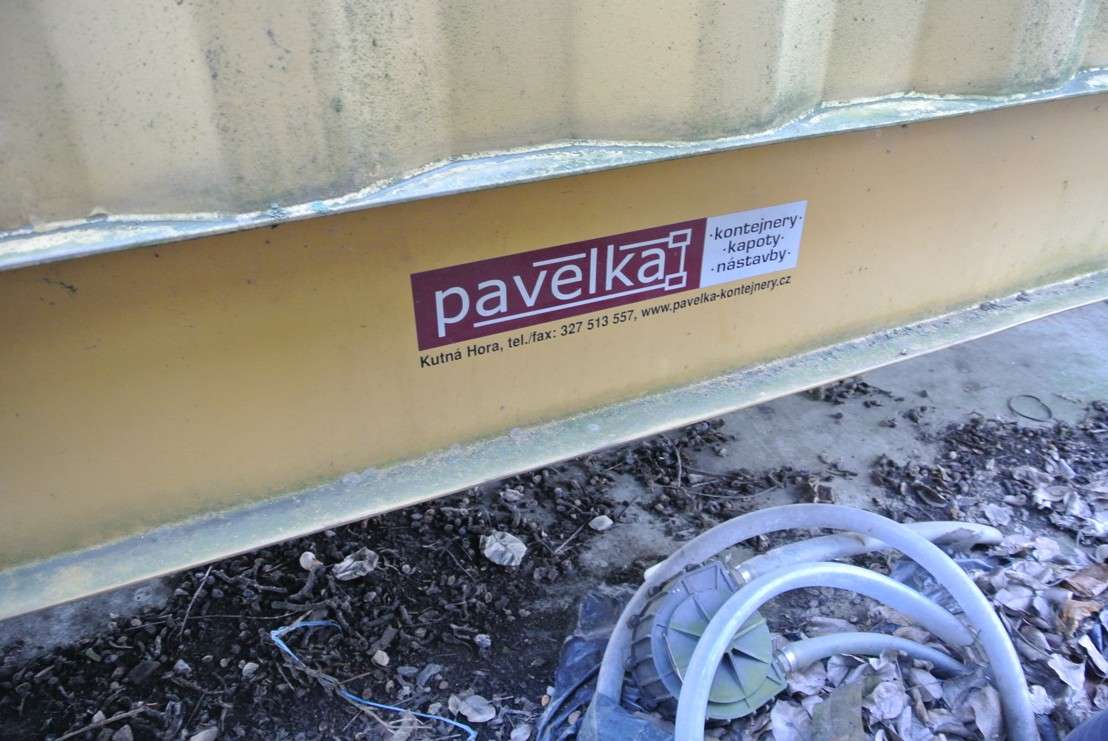 pavelka
·kontejnery·
·kapoty·
·nástavby·
Kutná Hora, tel./fax: 327 513 557, www.pavelka-kontejnery.cz